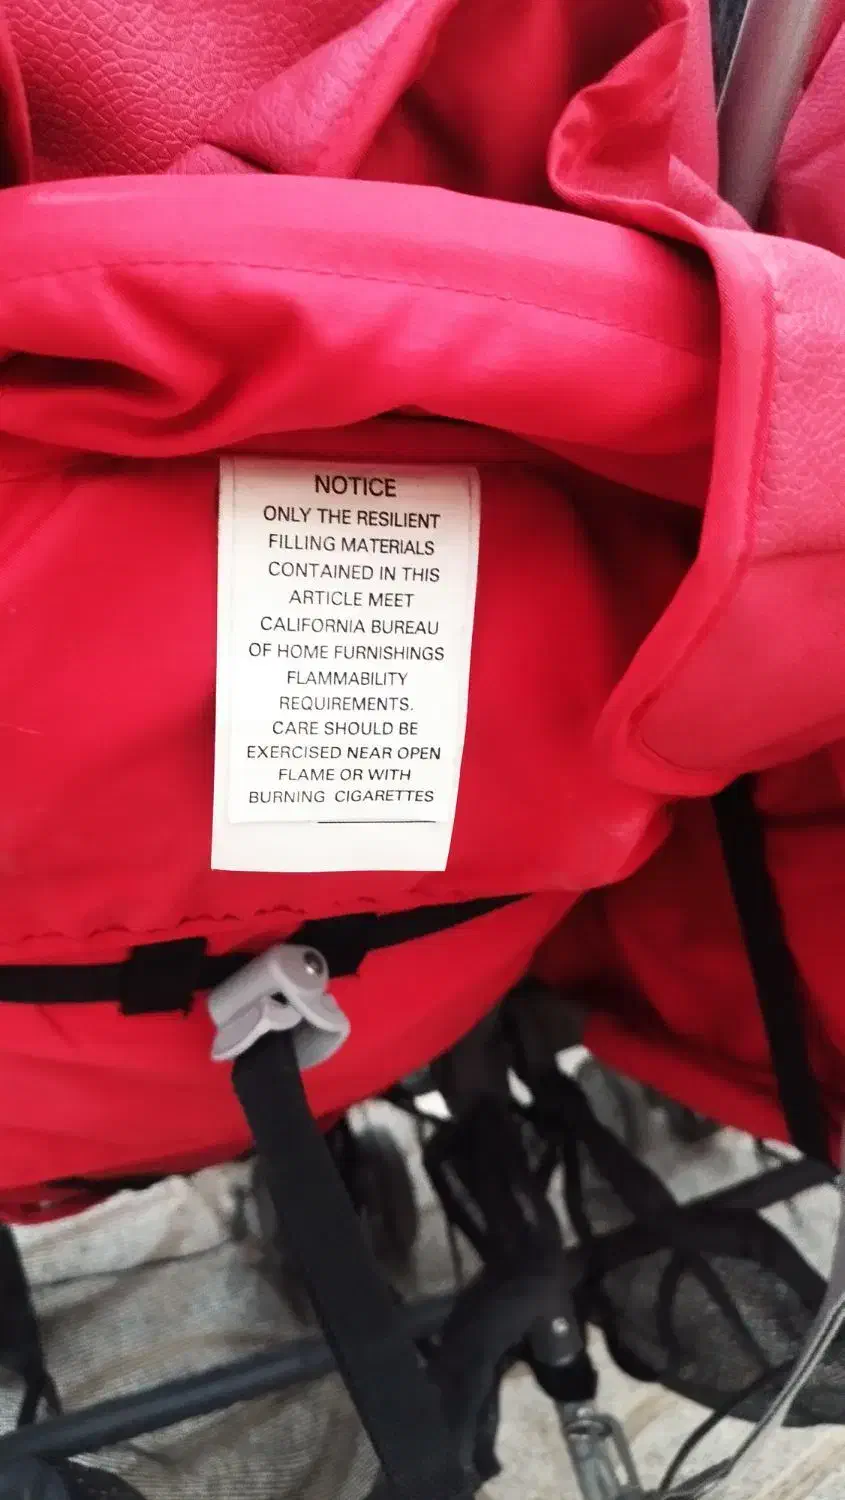 NOTICE
ONLY THE RESILIENT
FILLING MATERIALS
CONTAINED IN THIS
ARTICLE MEET
CALIFORNIA BUREAU
OF HOME FURNISHINGS
FLAMMABILITY
REQUIREMENTS.
CARE SHOULD BE
EXERCISED NEAR OPEN
FLAME OR WITH
BURNING CIGARETTES